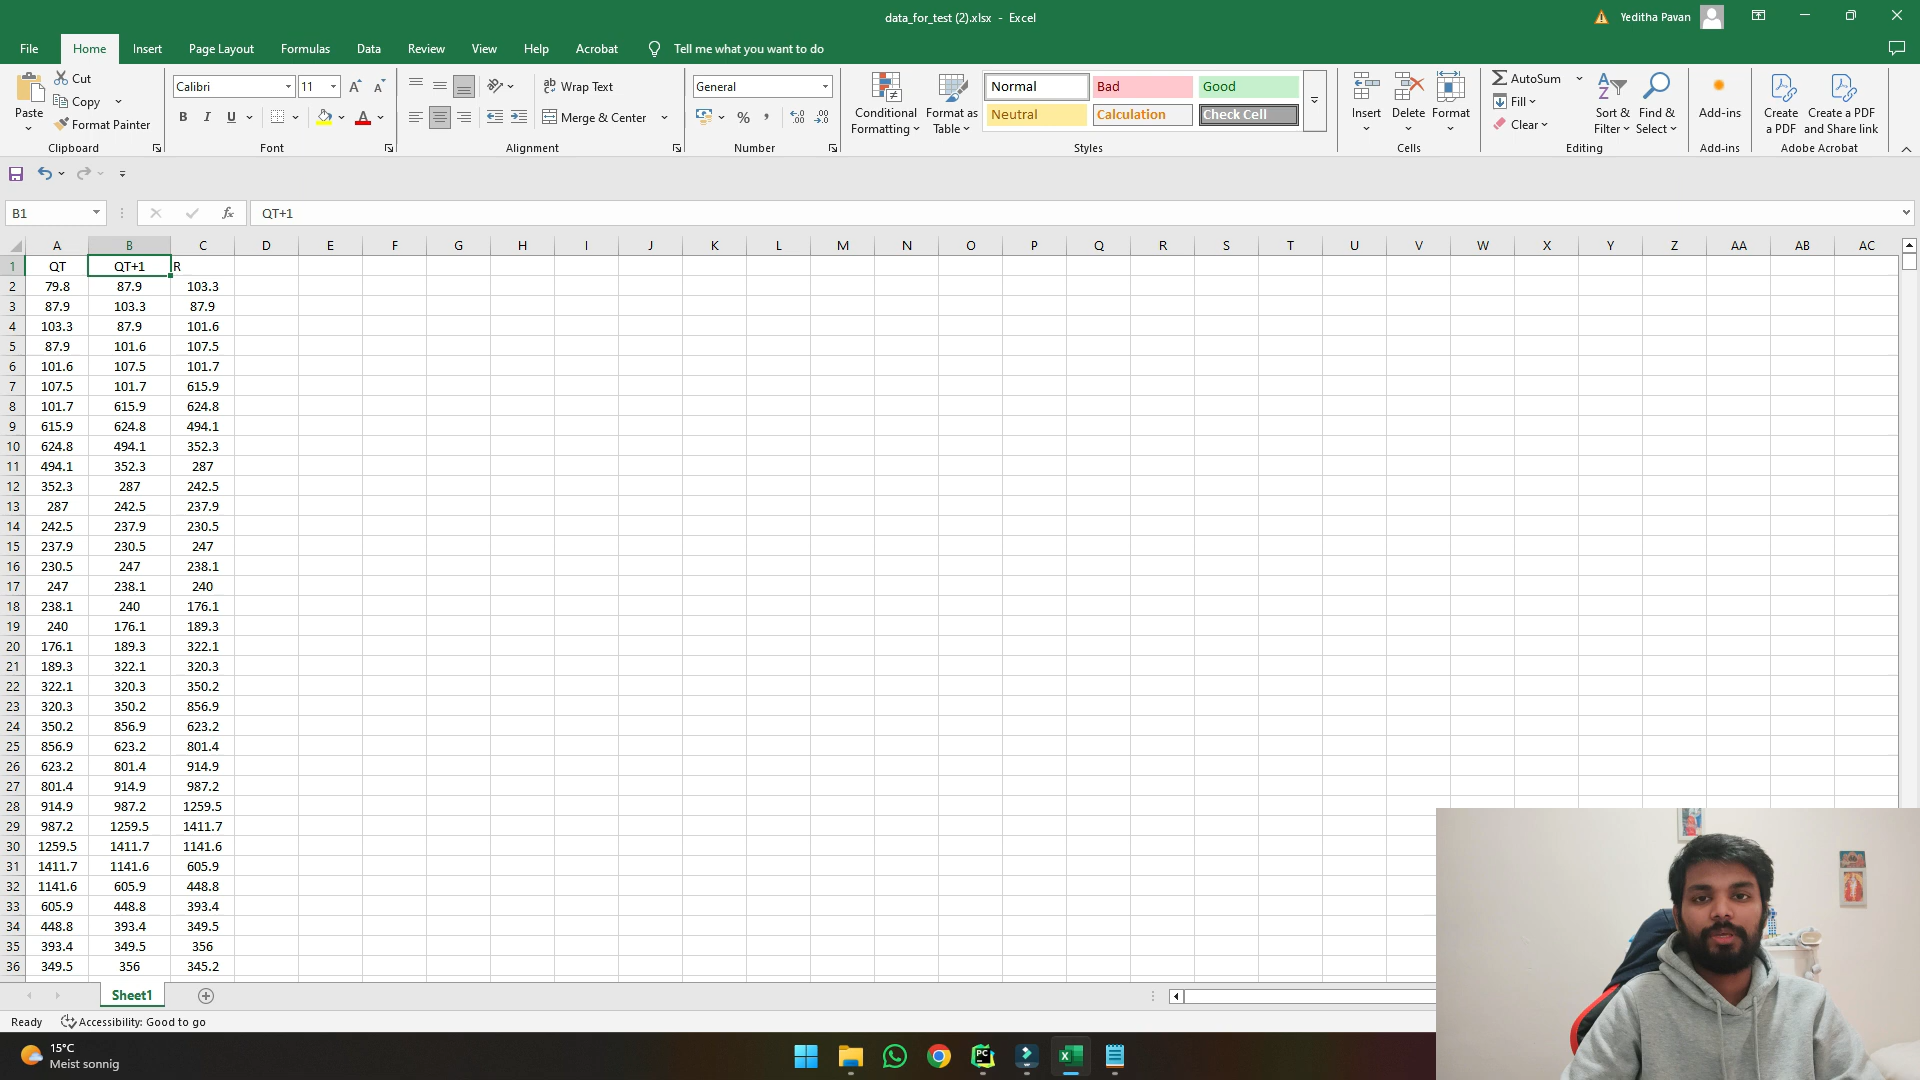 data_for_test (2).xlsx - Excel
Yeditha Pavan
File Home Insert Page Layout Formulas Data Review View Help Acrobat Tell me what you want to do
Paste
Cut
Copy
Format Painter
Clipboard
Calibri 11
B I U
Font
Wrap Text
Merge & Center
Alignment
General
Number
Conditional Formatting
Format as Table
Normal Bad Good
Neutral Calculation Check Cell
Styles
Insert Delete Format
Cells
AutoSum
Fill
Clear
Sort & Filter
Find & Select
Editing
Add-ins
Add-ins
Create a PDF
Create a PDF and Share link
Adobe Acrobat
B1 fx QT+1
A B C D E F G H I J K L M N O P Q R S T U V W X Y Z AA AB AC
1 QT QT+1 R
2 79.8 87.9 103.3
3 87.9 103.3 87.9
4 103.3 87.9 101.6
5 87.9 101.6 107.5
6 101.6 107.5 101.7
7 107.5 101.7 615.9
8 101.7 615.9 624.8
9 615.9 624.8 494.1
10 624.8 494.1 352.3
11 494.1 352.3 287
12 352.3 287 242.5
13 287 242.5 237.9
14 242.5 237.9 230.5
15 237.9 230.5 247
16 230.5 247 238.1
17 247 238.1 240
18 238.1 240 176.1
19 240 176.1 189.3
20 176.1 189.3 322.1
21 189.3 322.1 320.3
22 322.1 320.3 350.2
23 320.3 350.2 856.9
24 350.2 856.9 623.2
25 856.9 623.2 801.4
26 623.2 801.4 914.9
27 801.4 914.9 987.2
28 914.9 987.2 1259.5
29 987.2 1259.5 1411.7
30 1259.5 1411.7 1141.6
31 1411.7 1141.6 605.9
32 1141.6 605.9 448.8
33 605.9 448.8 393.4
34 448.8 393.4 349.5
35 393.4 349.5 356
36 349.5 356 345.2
Sheet1
Ready Accessibility: Good to go
15°C
Meist sonnig